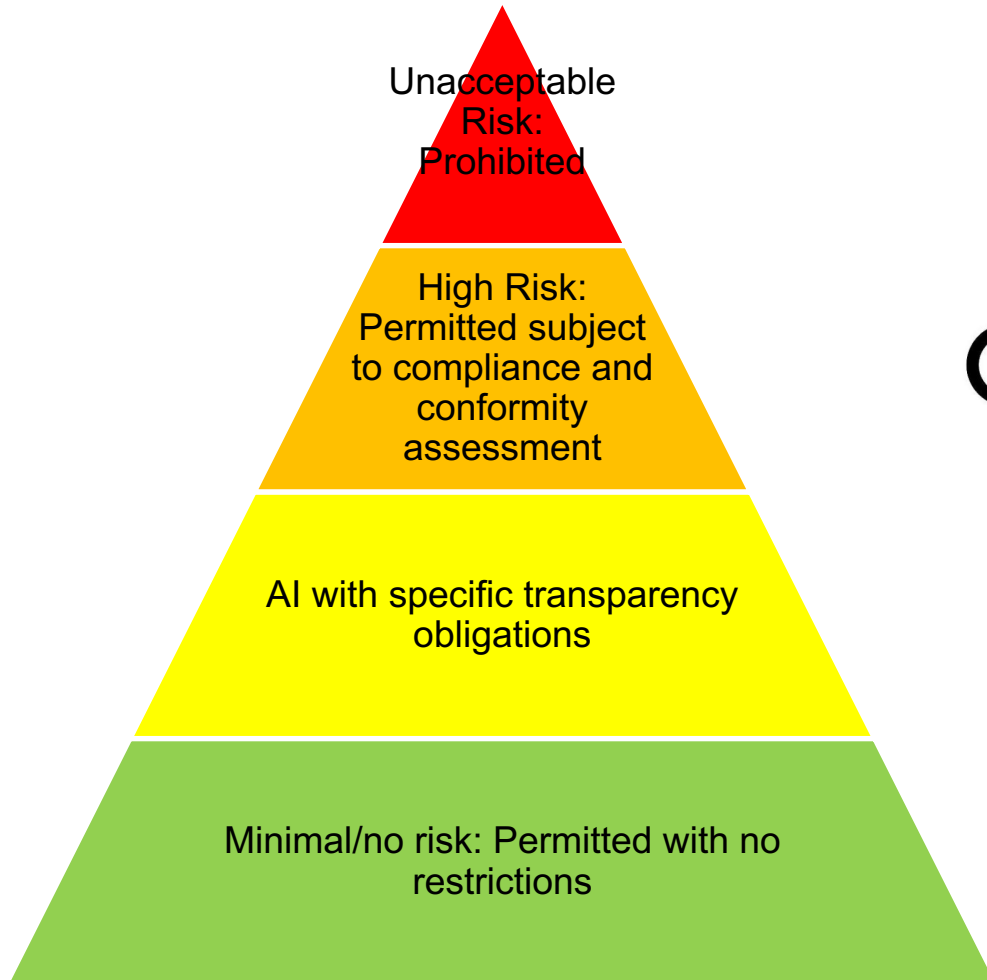 Unacceptable
Risk:
Prohibited
High Risk:
Permitted subject
to compliance and
conformity
assessment
AI with specific transparency
obligations
Minimal/no risk: Permitted with no
restrictions